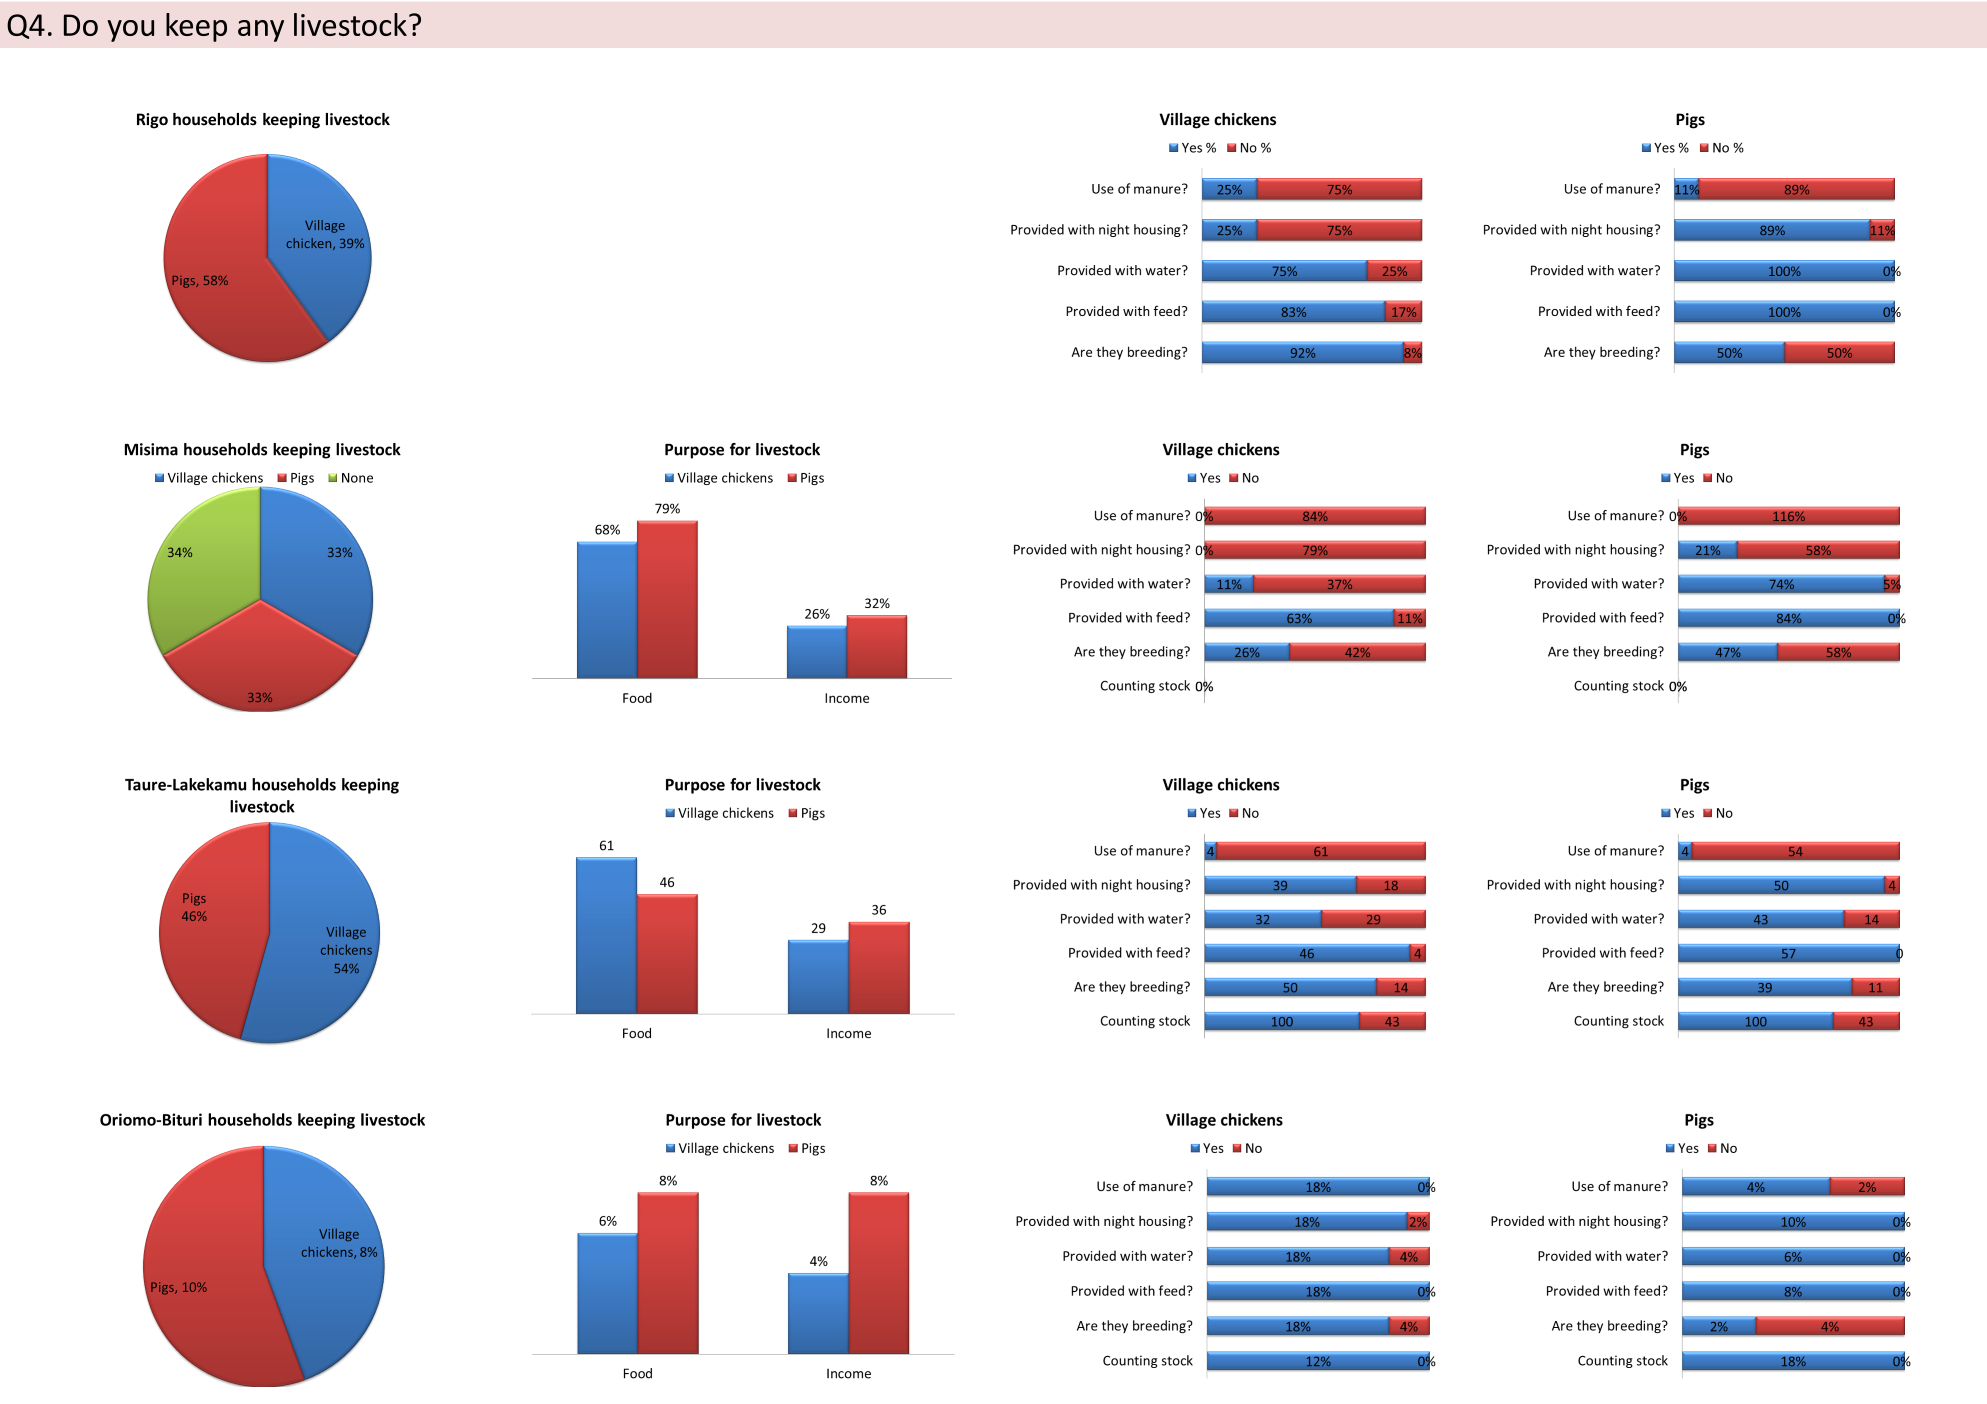 Q4. Do you keep any livestock?
Rigo households keeping livestock
Village
chicken, 39%
Pigs, 58%
Village chickens
Yes % No %
Use of manure? 25% 75%
Provided with night housing? 25% 75%
Provided with water? 75% 25%
Provided with feed? 83% 17%
Are they breeding? 92% 8%
Pigs
Yes % No %
Use of manure? 11% 89%
Provided with night housing? 89% 11%
Provided with water? 100% 0%
Provided with feed? 100% 0%
Are they breeding? 50% 50%
Misima households keeping livestock
Village chickens Pigs None
34% 33%
33%
Purpose for livestock
Village chickens Pigs
68% 79% 26% 32%
Food Income
Village chickens
Yes No
Use of manure? 0% 84%
Provided with night housing? 0% 79%
Provided with water? 11% 37%
Provided with feed? 63% 11%
Are they breeding? 26% 42%
Counting stock 0%
Pigs
Yes No
Use of manure? 0% 116%
Provided with night housing? 21% 58%
Provided with water? 74% 5%
Provided with feed? 84% 0%
Are they breeding? 47% 58%
Counting stock 0%
Taure-Lakekamu households keeping
livestock
Pigs
46%
Village
chickens
54%
Purpose for livestock
Village chickens Pigs
61 46 29 36
Food Income
Village chickens
Yes No
Use of manure? 4 61
Provided with night housing? 39 18
Provided with water? 32 29
Provided with feed? 46 4
Are they breeding? 50 14
Counting stock 100 43
Pigs
Yes No
Use of manure? 4 54
Provided with night housing? 50 4
Provided with water? 43 14
Provided with feed? 57 0
Are they breeding? 39 11
Counting stock 100 43
Oriomo-Bituri households keeping livestock
Village
chickens, 8%
Pigs, 10%
Purpose for livestock
Village chickens Pigs
6% 8% 4% 8%
Food Income
Village chickens
Yes No
Use of manure? 18% 0%
Provided with night housing? 18% 2%
Provided with water? 18% 4%
Provided with feed? 18% 0%
Are they breeding? 18% 4%
Counting stock 12% 0%
Pigs
Yes No
Use of manure? 4% 2%
Provided with night housing? 10% 0%
Provided with water? 6% 0%
Provided with feed? 8% 0%
Are they breeding? 2% 4%
Counting stock 18% 0%